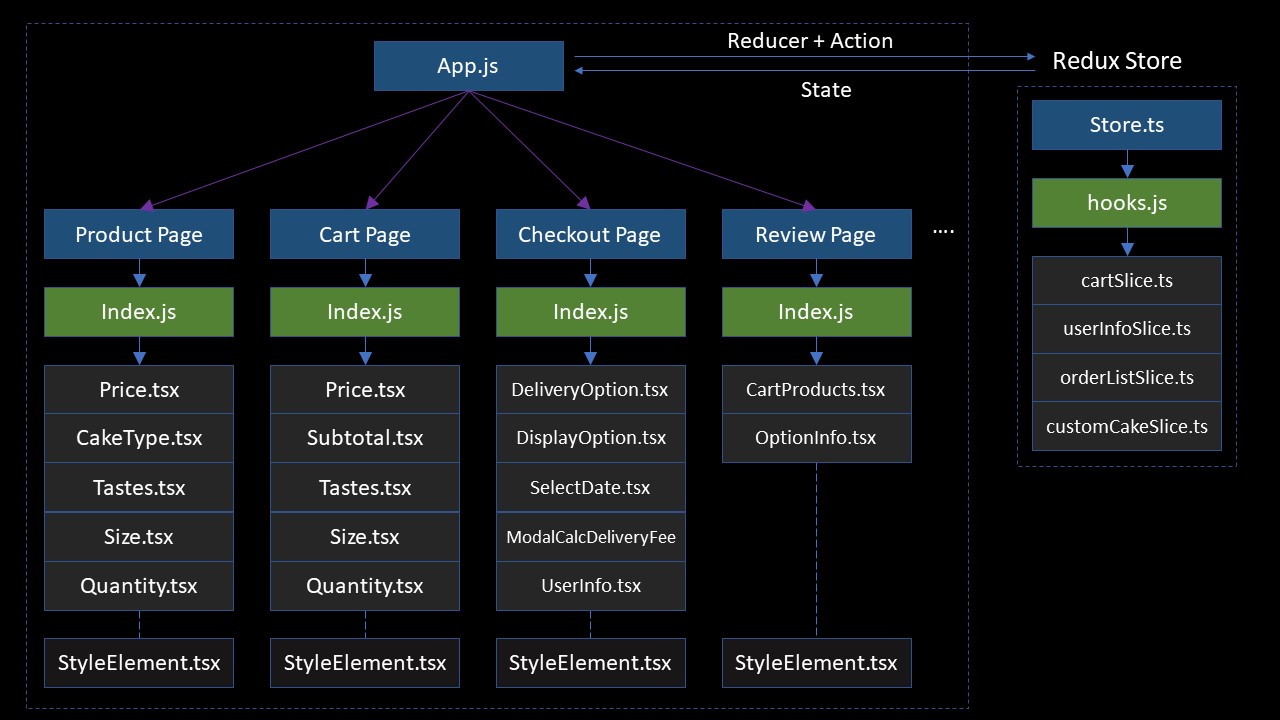 Reducer + Action
App.js
Redux Store
State
Store.ts
hooks.js
cartSlice.ts
userInfoSlice.ts
orderListSlice.ts
customCakeSlice.ts
Product Page
Index.js
Price.tsx
CakeType.tsx
Tastes.tsx
Size.tsx
Quantity.tsx
StyleElement.tsx
Cart Page
Index.js
Price.tsx
Subtotal.tsx
Tastes.tsx
Size.tsx
Quantity.tsx
StyleElement.tsx
Checkout Page
Index.js
DeliveryOption.tsx
DisplayOption.tsx
SelectDate.tsx
ModalCalcDeliveryFee
UserInfo.tsx
StyleElement.tsx
Review Page
Index.js
CartProducts.tsx
OptionInfo.tsx
StyleElement.tsx
....